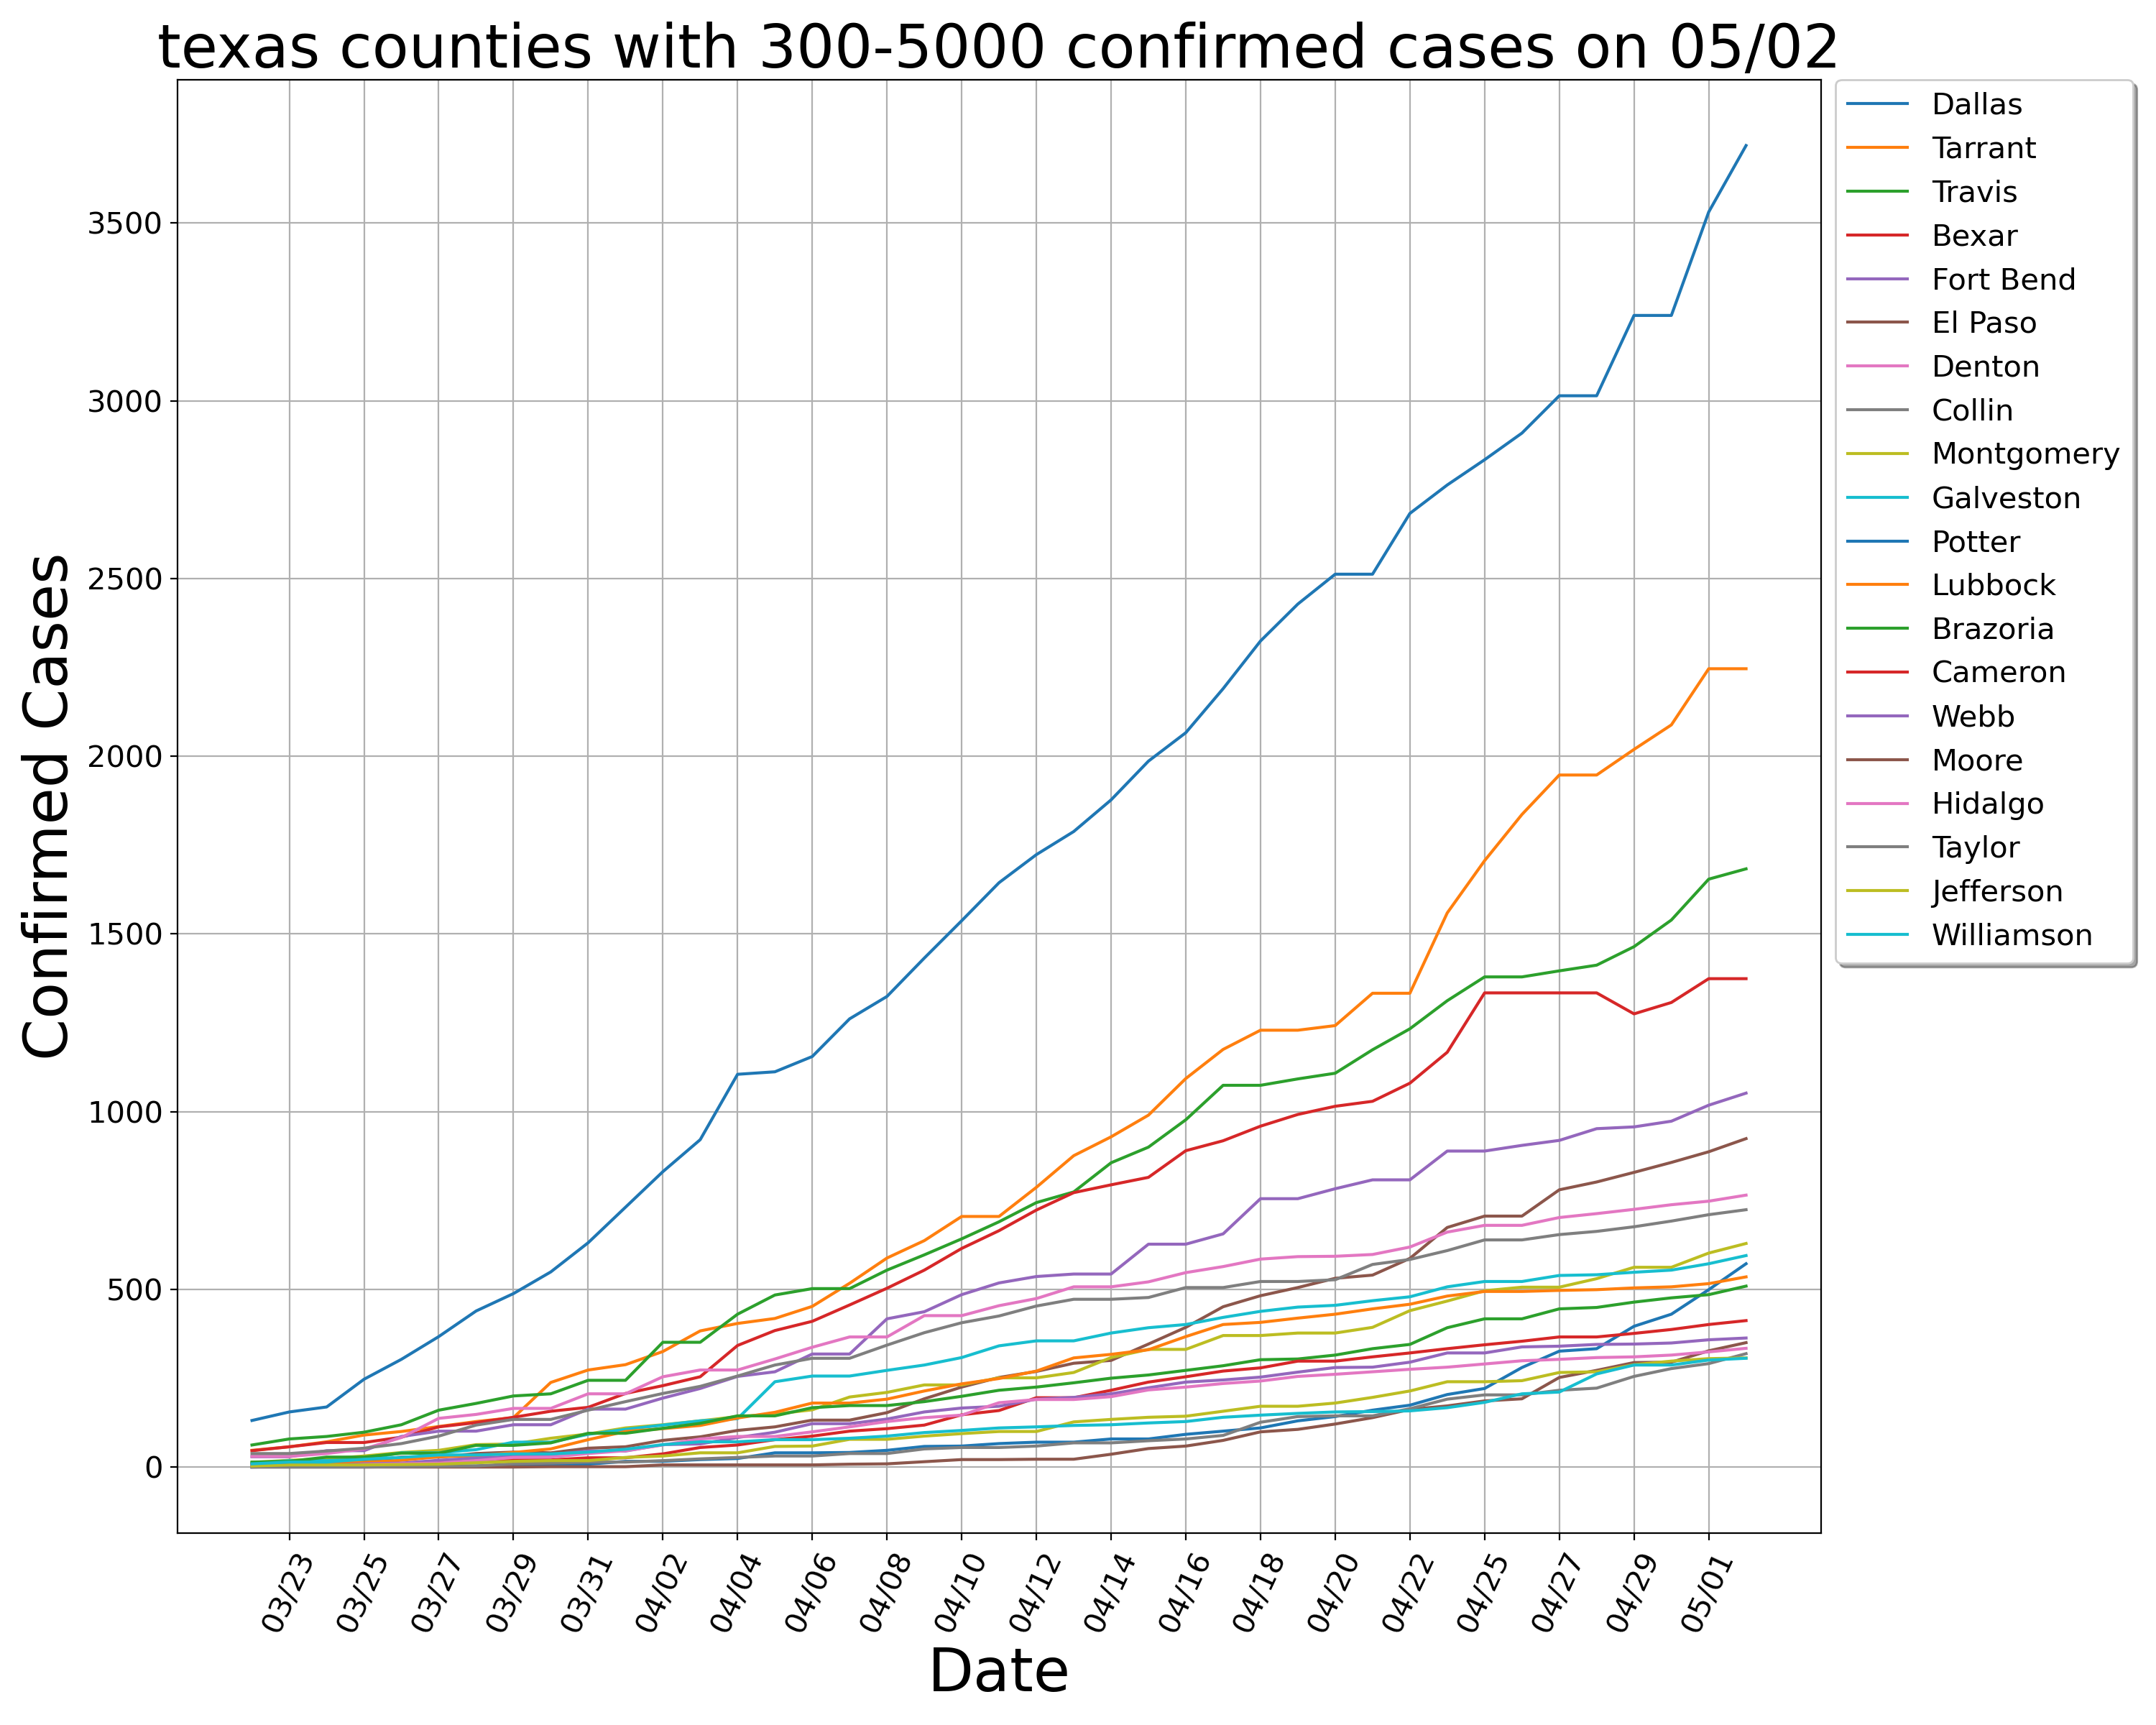 texas counties with 300-5000 confirmed cases on 05/02
Dallas
Tarrant
Travis
Bexar
Fort Bend
El Paso
Denton
Collin
Montgomery
Galveston
Potter
Lubbock
Brazoria
Cameron
Webb
Moore
Hidalgo
Taylor
Jefferson
Williamson
Confirmed Cases
3500
3000
2500
2000
1500
1000
500
0
03/23 03/25 03/27 03/29 03/31 04/02 04/04 04/06 04/08 04/10 04/12 04/14 04/16 04/18 04/20 04/22 04/25 04/27 04/29 05/01
Date